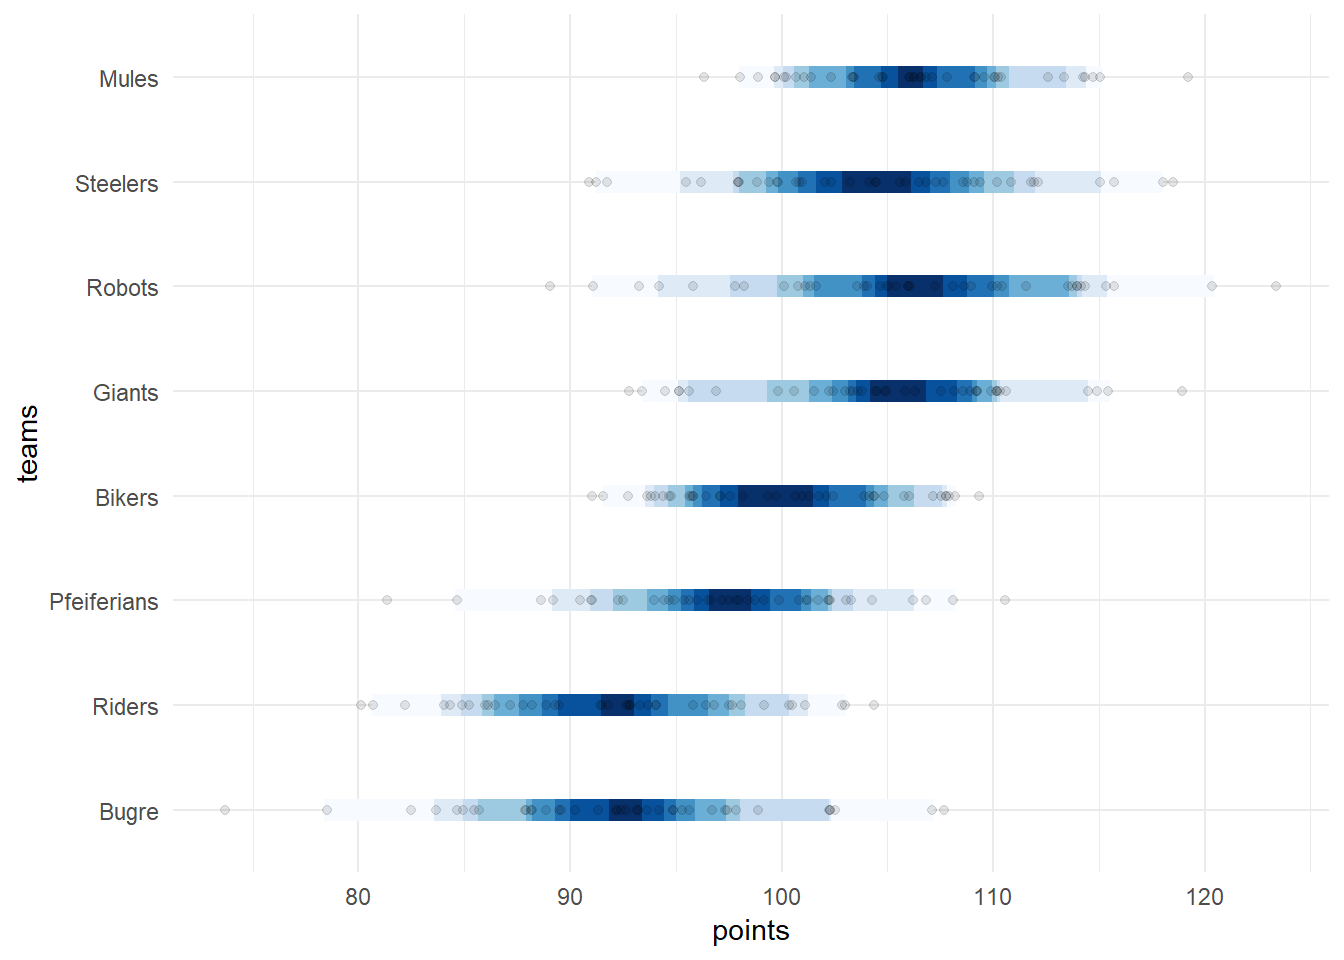 Mules
Steelers
Robots
Giants
teams
Bikers
Pfeiferians
Riders
Bugre
80 90 100 110 120
points